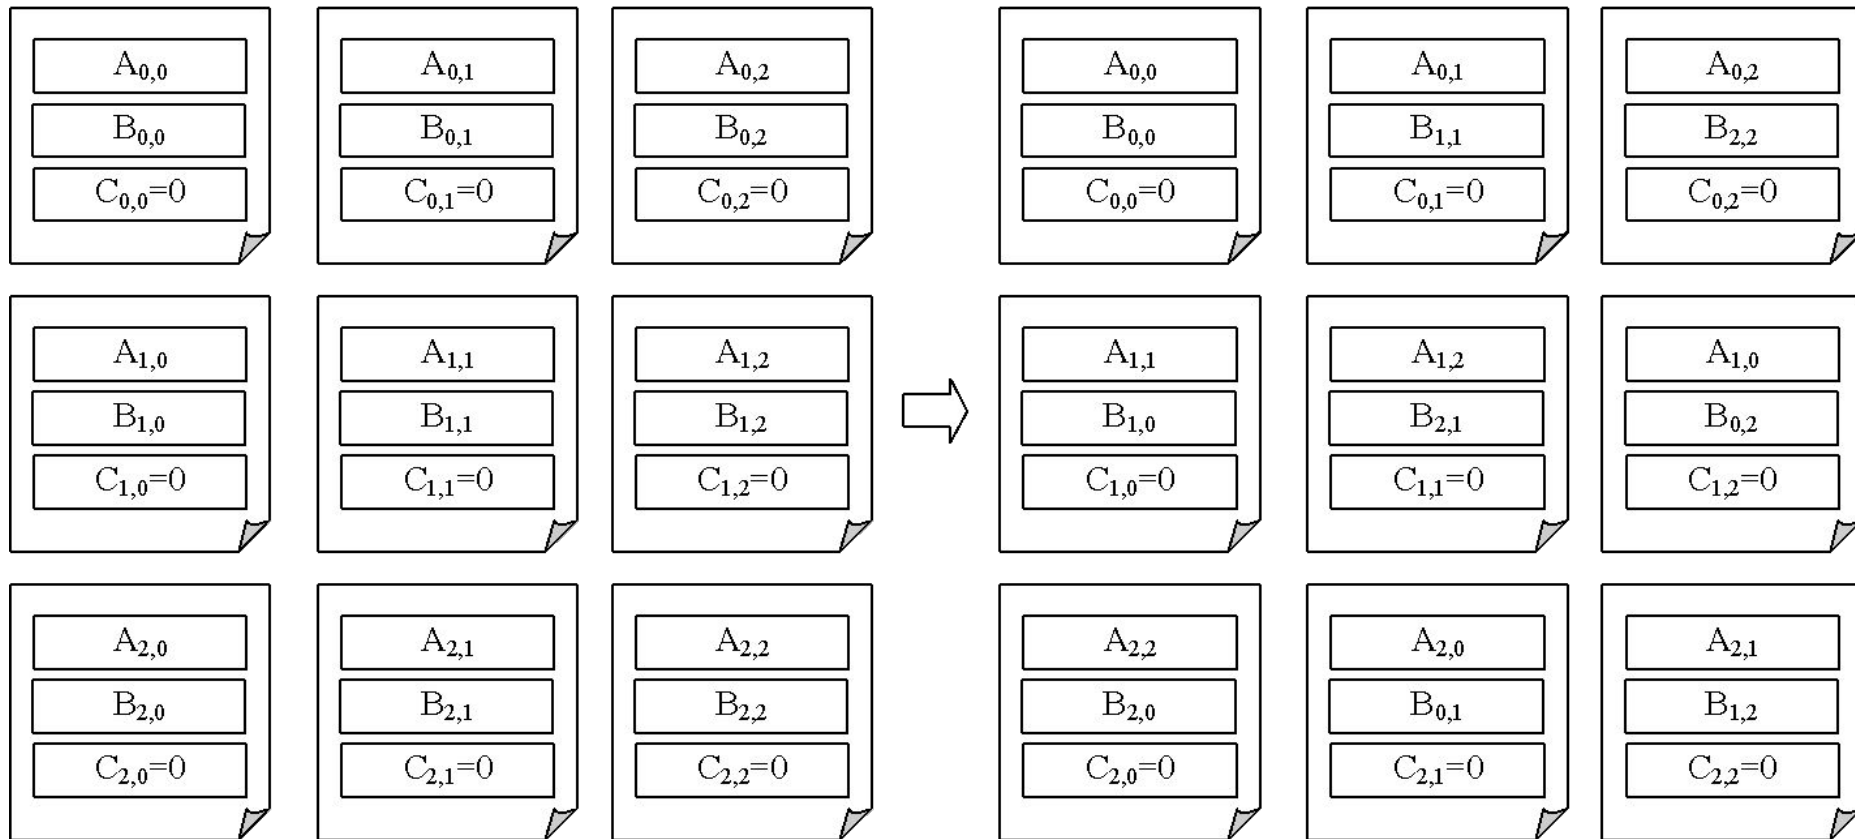 A0,0 A0,1 A0,2 A0,0 A0,1 A0,2
B0,0 B0,1 B0,2 B0,0 B1,1 B2,2
C0,0=0 C0,1=0 C0,2=0 C0,0=0 C0,1=0 C0,2=0
A1,0 A1,1 A1,2 A1,1 A1,2 A1,0
B1,0 B1,1 B1,2 B1,0 B2,1 B0,2
C1,0=0 C1,1=0 C1,2=0 C1,0=0 C1,1=0 C1,2=0
A2,0 A2,1 A2,2 A2,2 A2,0 A2,1
B2,0 B2,1 B2,2 B2,0 B0,1 B1,2
C2,0=0 C2,1=0 C2,2=0 C2,0=0 C2,1=0 C2,2=0